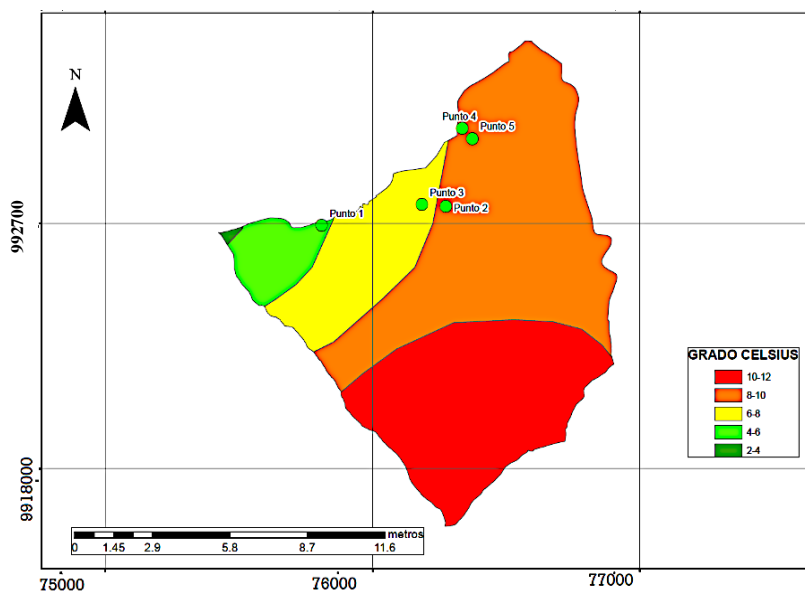 N
Punto 4
Punto 5
Punto 3
Punto 2
Punto 1
992700
9918000
GRADO CELSIUS
10-12
8-10
6-8
4-6
2-4
metros
0 1.45 2.9 5.8 8.7 11.6
75000 76000 77000